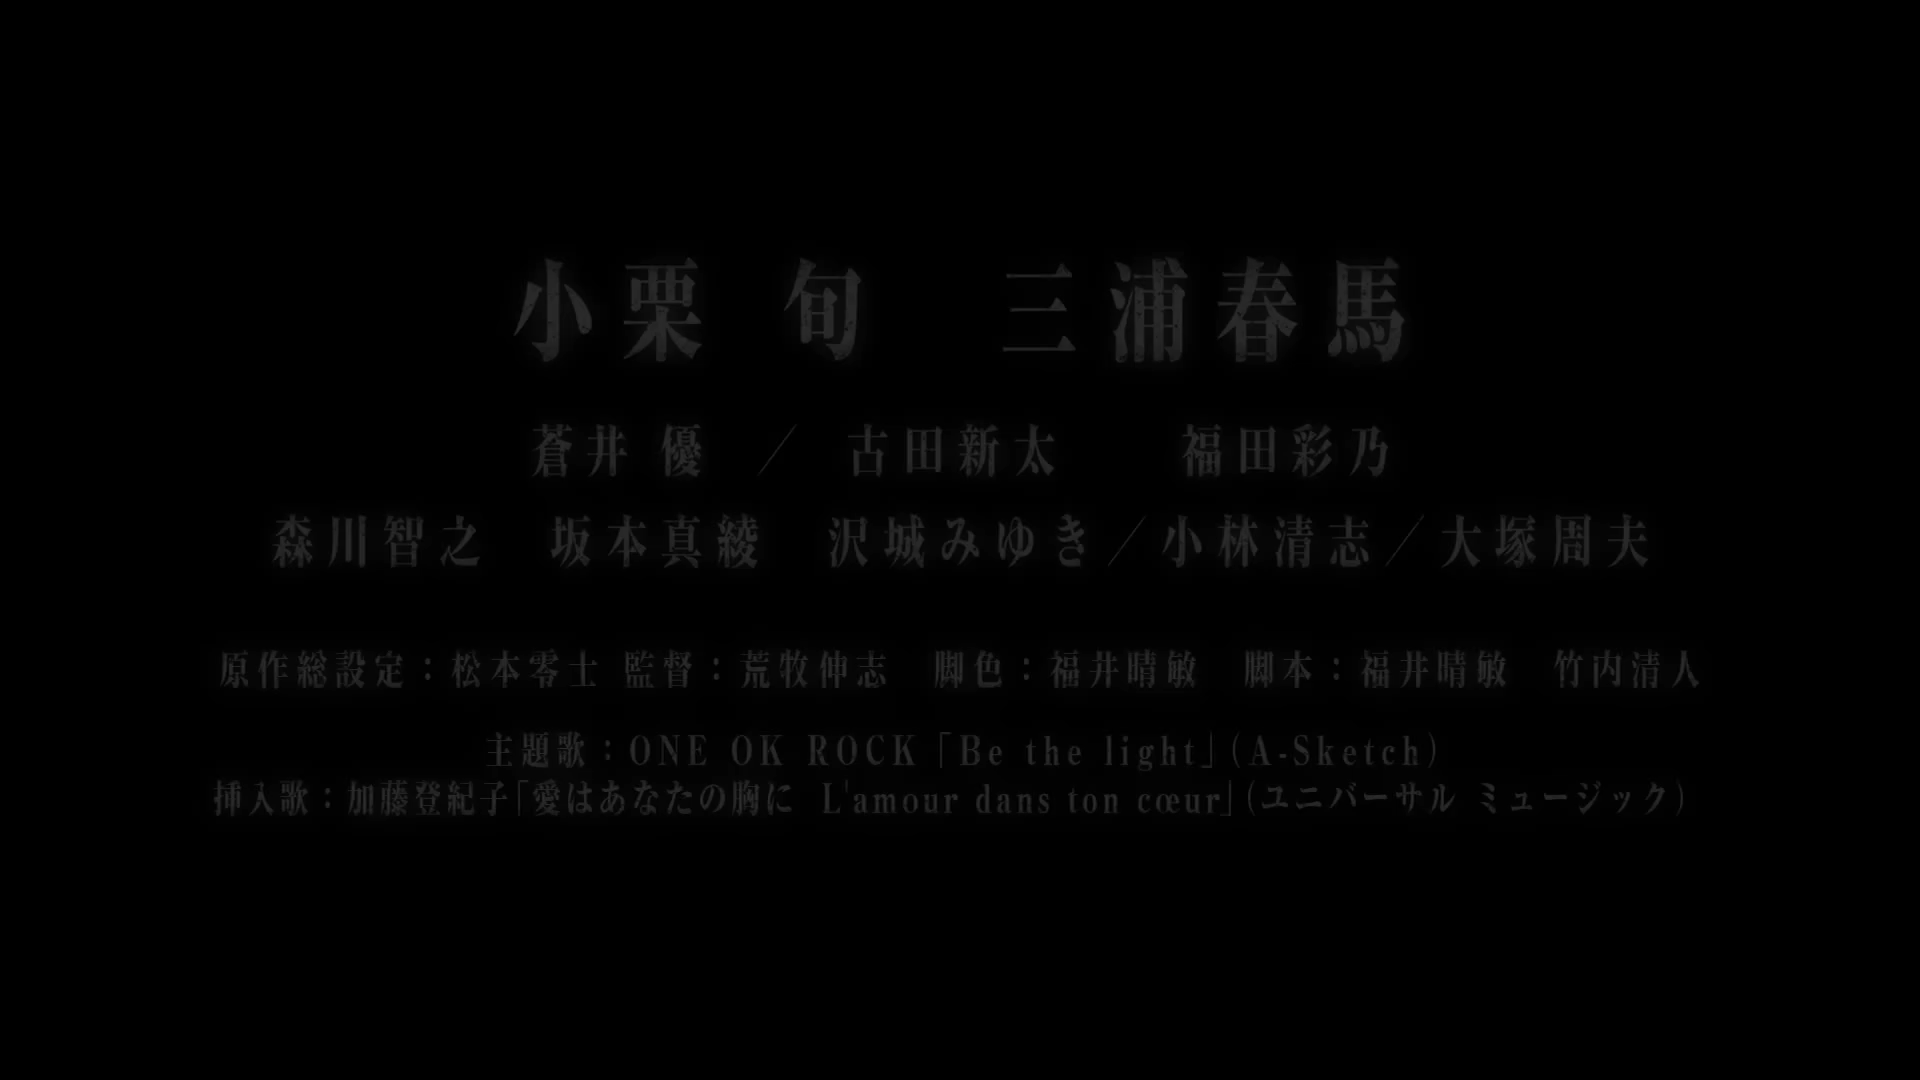 小栗 旬　三浦春馬
蒼井 優 ／ 古田新太　福田彩乃
森川智之　坂本真綾　沢城みゆき／小林清志／大塚周夫
原作総設定：松本零士 監督：荒牧伸志　脚色：福井晴敏　脚本：福井晴敏　竹内清人
主題歌：ONE OK ROCK「Be the light」（A-Sketch）
挿入歌：加藤登紀子「愛はあなたの胸に L'amour dans ton cœur」（ユニバーサル ミュージック）